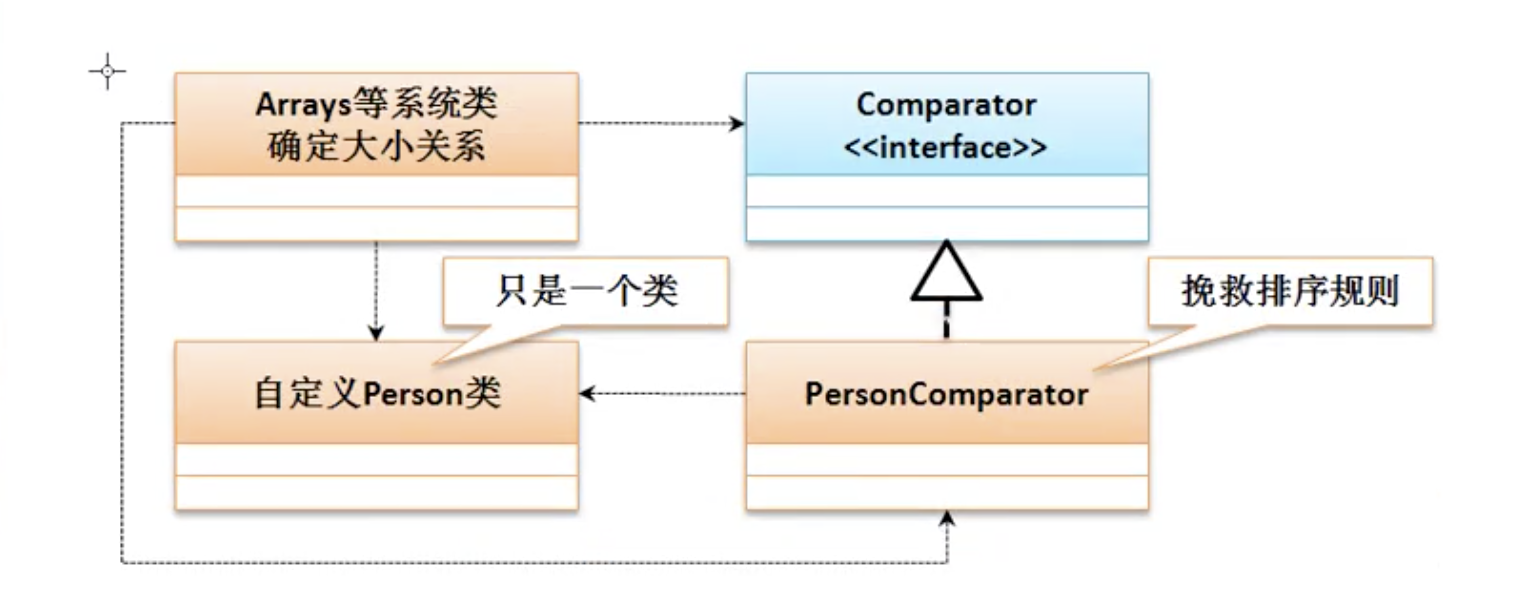 Arrays等系统类
确定大小关系
Comparator
<<interface>>
只是一个类
挽救排序规则
自定义Person类
PersonComparator